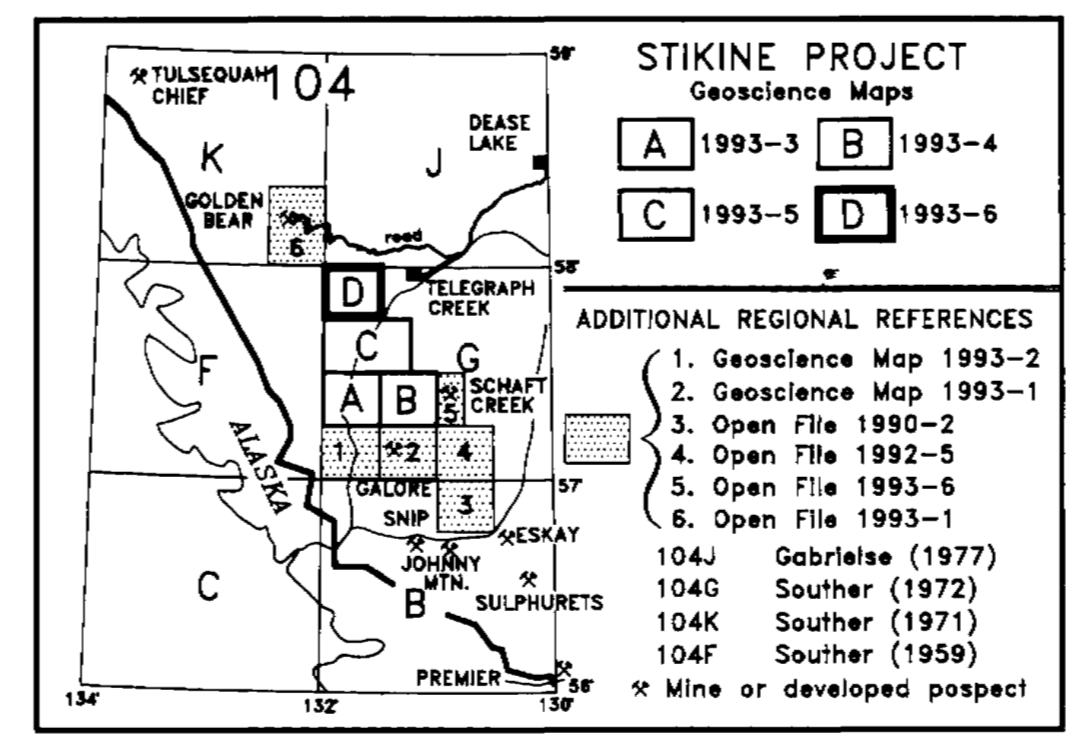 TULSEQUAH
CHIEF
104
59°
K
J
DEASE
LAKE
GOLDEN
BEAR
6
road
58°
D
TELEGRAPH
CREEK
C
G
F
A
B
5
SCHAFT
CREEK
1
2
4
ALASKA
57°
GALORE
3
SNIP
ESKAY
JOHNNY
MTN.
C
B
SULPHURETS
PREMIER
56°
134°
132°
130°
STIKINE PROJECT
Geoscience Maps
A 1993-3 B 1993-4
C 1993-5 D 1993-6
ADDITIONAL REGIONAL REFERENCES
1. Geoscience Map 1993-2
2. Geoscience Map 1993-1
3. Open File 1990-2
4. Open File 1992-5
5. Open File 1993-6
6. Open File 1993-1
104J Gabrielse (1977)
104G Souther (1972)
104K Souther (1971)
104F Souther (1959)
Mine or developed pospect